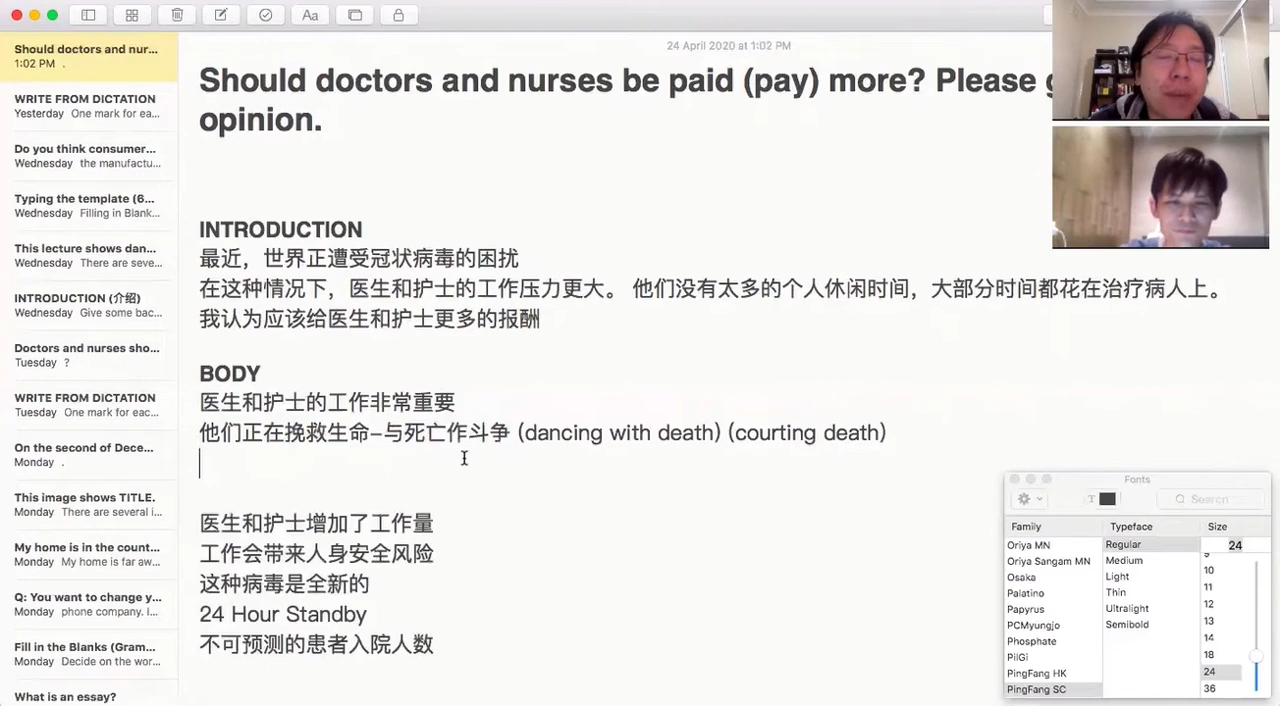 Aa
24 April 2020 at 1:02 PM
Should doctors and nurses be paid (pay) more? Please
opinion.
INTRODUCTION
最近，世界正遭受冠状病毒的困扰
在这种情况下，医生和护士的工作压力更大。 他们没有太多的个人休闲时间，大部分时间都花在治疗病人上。
我认为应该给医生和护士更多的报酬
BODY
医生和护士的工作非常重要
他们正在挽救生命–与死亡作斗争 (dancing with death) (courting death)
医生和护士增加了工作量
工作会带来人身安全风险
这种病毒是全新的
24 Hour Standby
不可预测的患者入院人数
Should doctors and nur...
1:02 PM .
WRITE FROM DICTATION
Yesterday One mark for ea...
Do you think consumer...
Wednesday the manufactu...
Typing the template (6...
Wednesday Filling in Blank...
This lecture shows dan...
Wednesday There are seve...
INTRODUCTION (介绍)
Wednesday Give some bac...
Doctors and nurses sho...
Tuesday ?
WRITE FROM DICTATION
Tuesday One mark for eac...
On the second of Dece...
Monday .
This image shows TITLE.
Monday There are several i...
My home is in the count...
Monday My home is far aw...
Q: You want to change y...
Monday phone company. I...
Fill in the Blanks (Gram...
Monday Decide on the wor...
What is an essay?
Fonts
T
Search
Family Typeface Size
Oriya MN
Oriya Sangam MN
Osaka
Palatino
Papyrus
PCMyungjo
Phosphate
PilGi
PingFang HK
PingFang SC
Regular
Medium
Light
Thin
Ultralight
Semibold
24
9
10
11
12
13
14
18
24
36